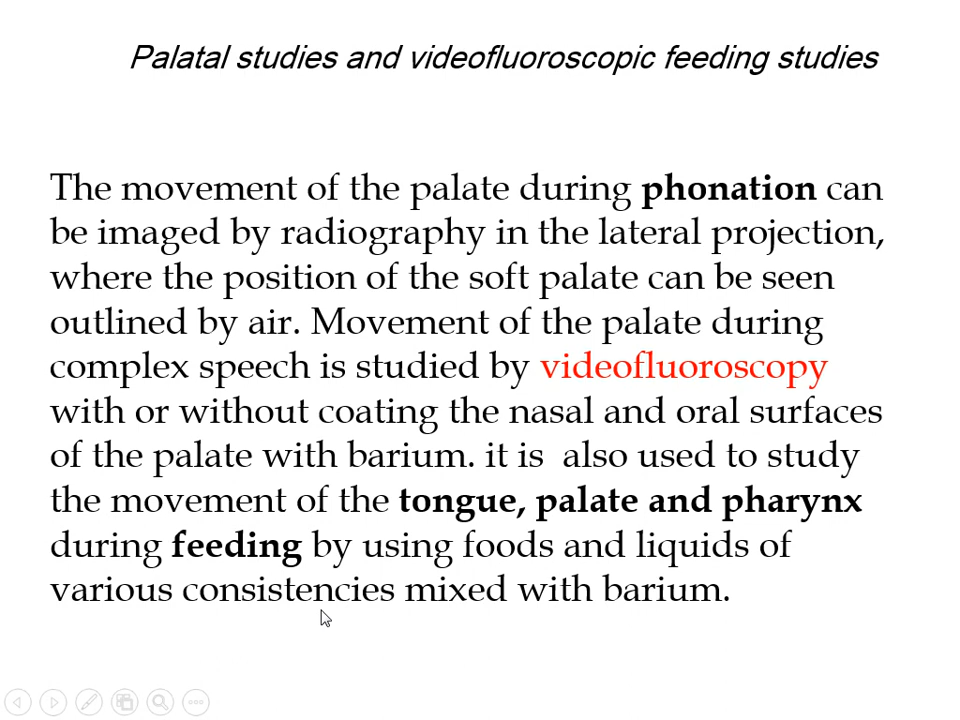 Palatal studies and videofluoroscopic feeding studies
The movement of the palate during phonation can
be imaged by radiography in the lateral projection,
where the position of the soft palate can be seen
outlined by air. Movement of the palate during
complex speech is studied by videofluoroscopy
with or without coating the nasal and oral surfaces
of the palate with barium. it is  also used to study
the movement of the tongue, palate and pharynx
during feeding by using foods and liquids of
various consistencies mixed with barium.